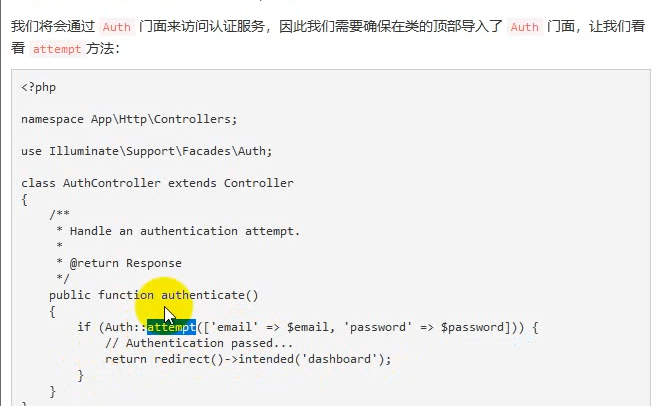 我们将会通过 Auth 门面来访问认证服务，因此我们需要确保在类的顶部导入了 Auth 门面，让我们看
看 attempt 方法：
<?php
namespace App\Http\Controllers;
use Illuminate\Support\Facades\Auth;
class AuthController extends Controller
{
    /**
     * Handle an authentication attempt.
     *
     * @return Response
     */
    public function authenticate()
    {
        if (Auth::attempt(['email' => $email, 'password' => $password])) {
            // Authentication passed...
            return redirect()->intended('dashboard');
        }
    }
}